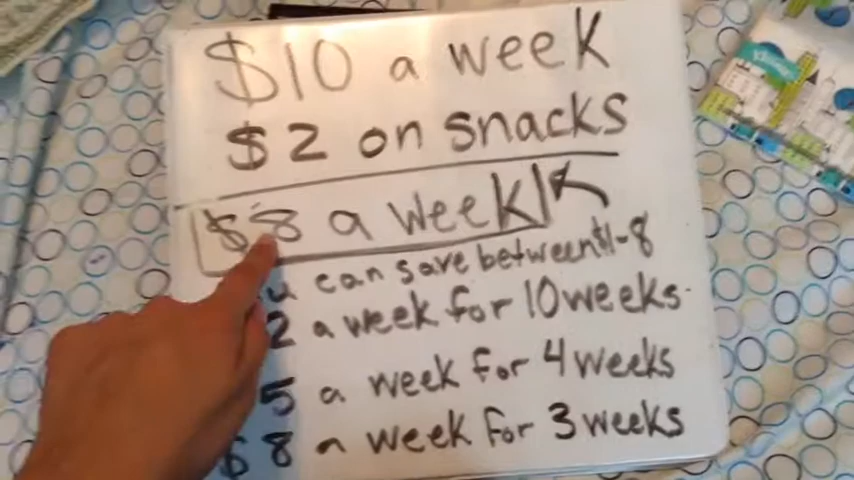 $10 a week
$2 on snacks
$8 a week
can save between $1-8
2 a week for 10 weeks.
5 a week for 4 weeks
$8 a week for 3 weeks